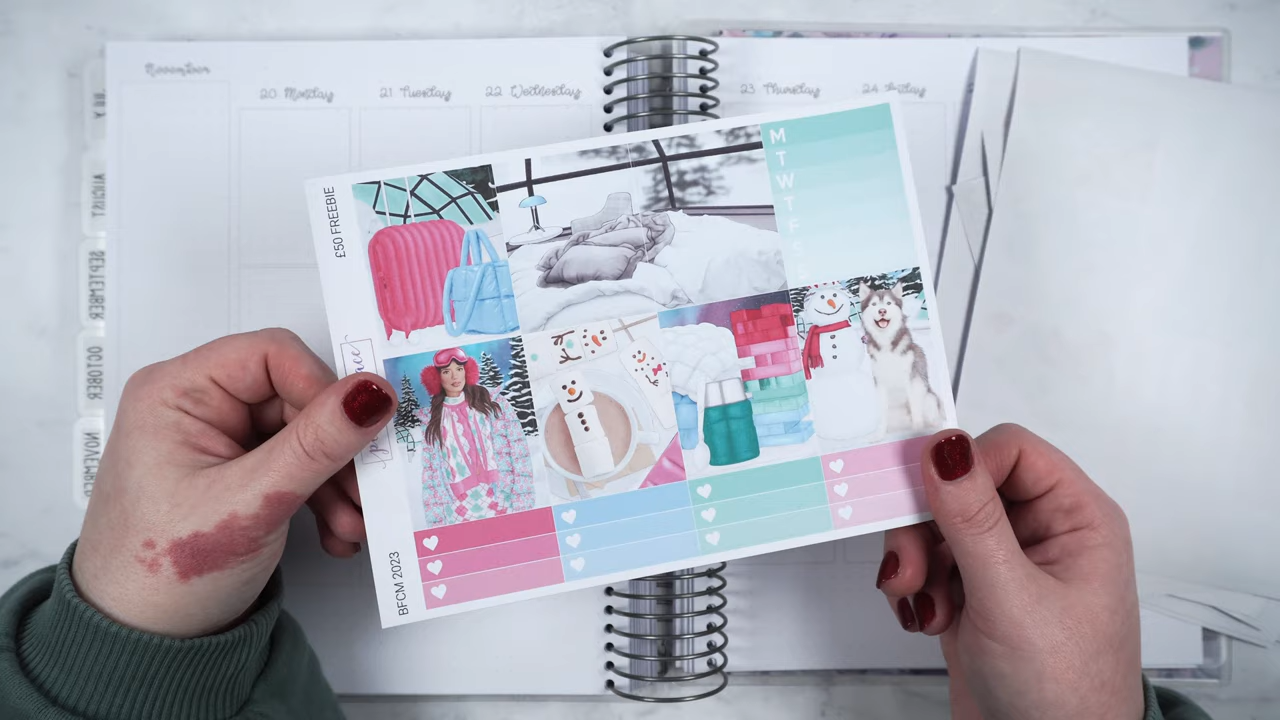 November
20 Monday
21 Tuesday
22 Wednesday
23 Thursday
24 Friday
AUGUST
SEPTEMBER
OCTOBER
NOVEMBER
£50 FREEBIE
BFCM 2023
M
T
W
T
F
S